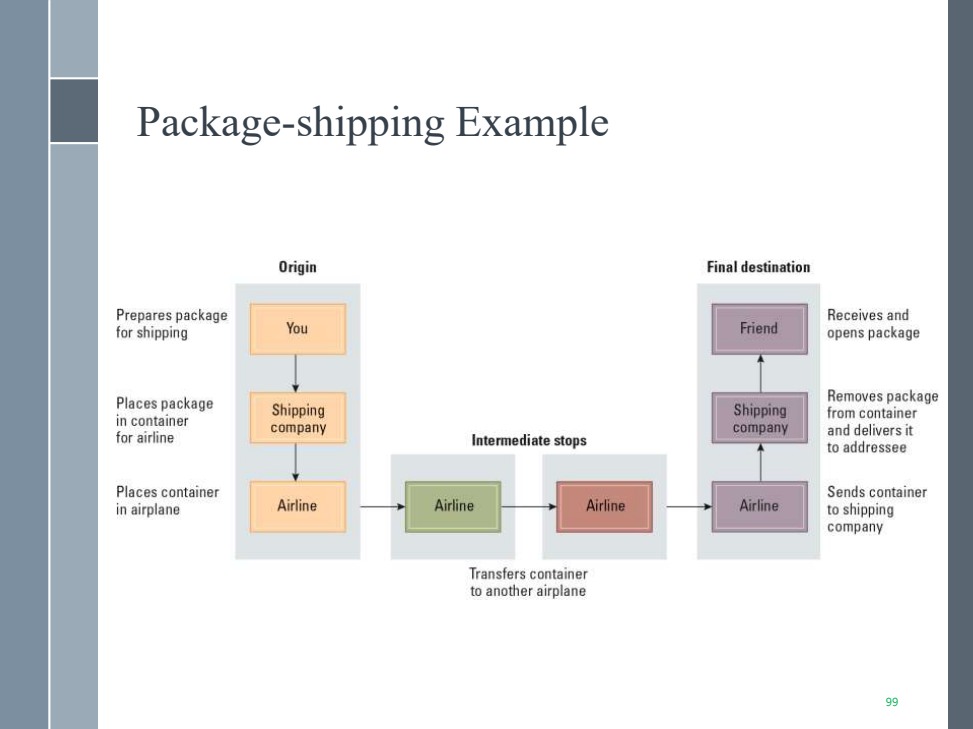 Package-shipping Example
Origin
Final destination
Prepares package
for shipping
You
Friend
Receives and
opens package
Places package
in container
for airline
Shipping
company
Shipping
company
Removes package
from container
and delivers it
to addressee
Intermediate stops
Places container
in airplane
Airline
Airline
Airline
Airline
Sends container
to shipping
company
Transfers container
to another airplane
99